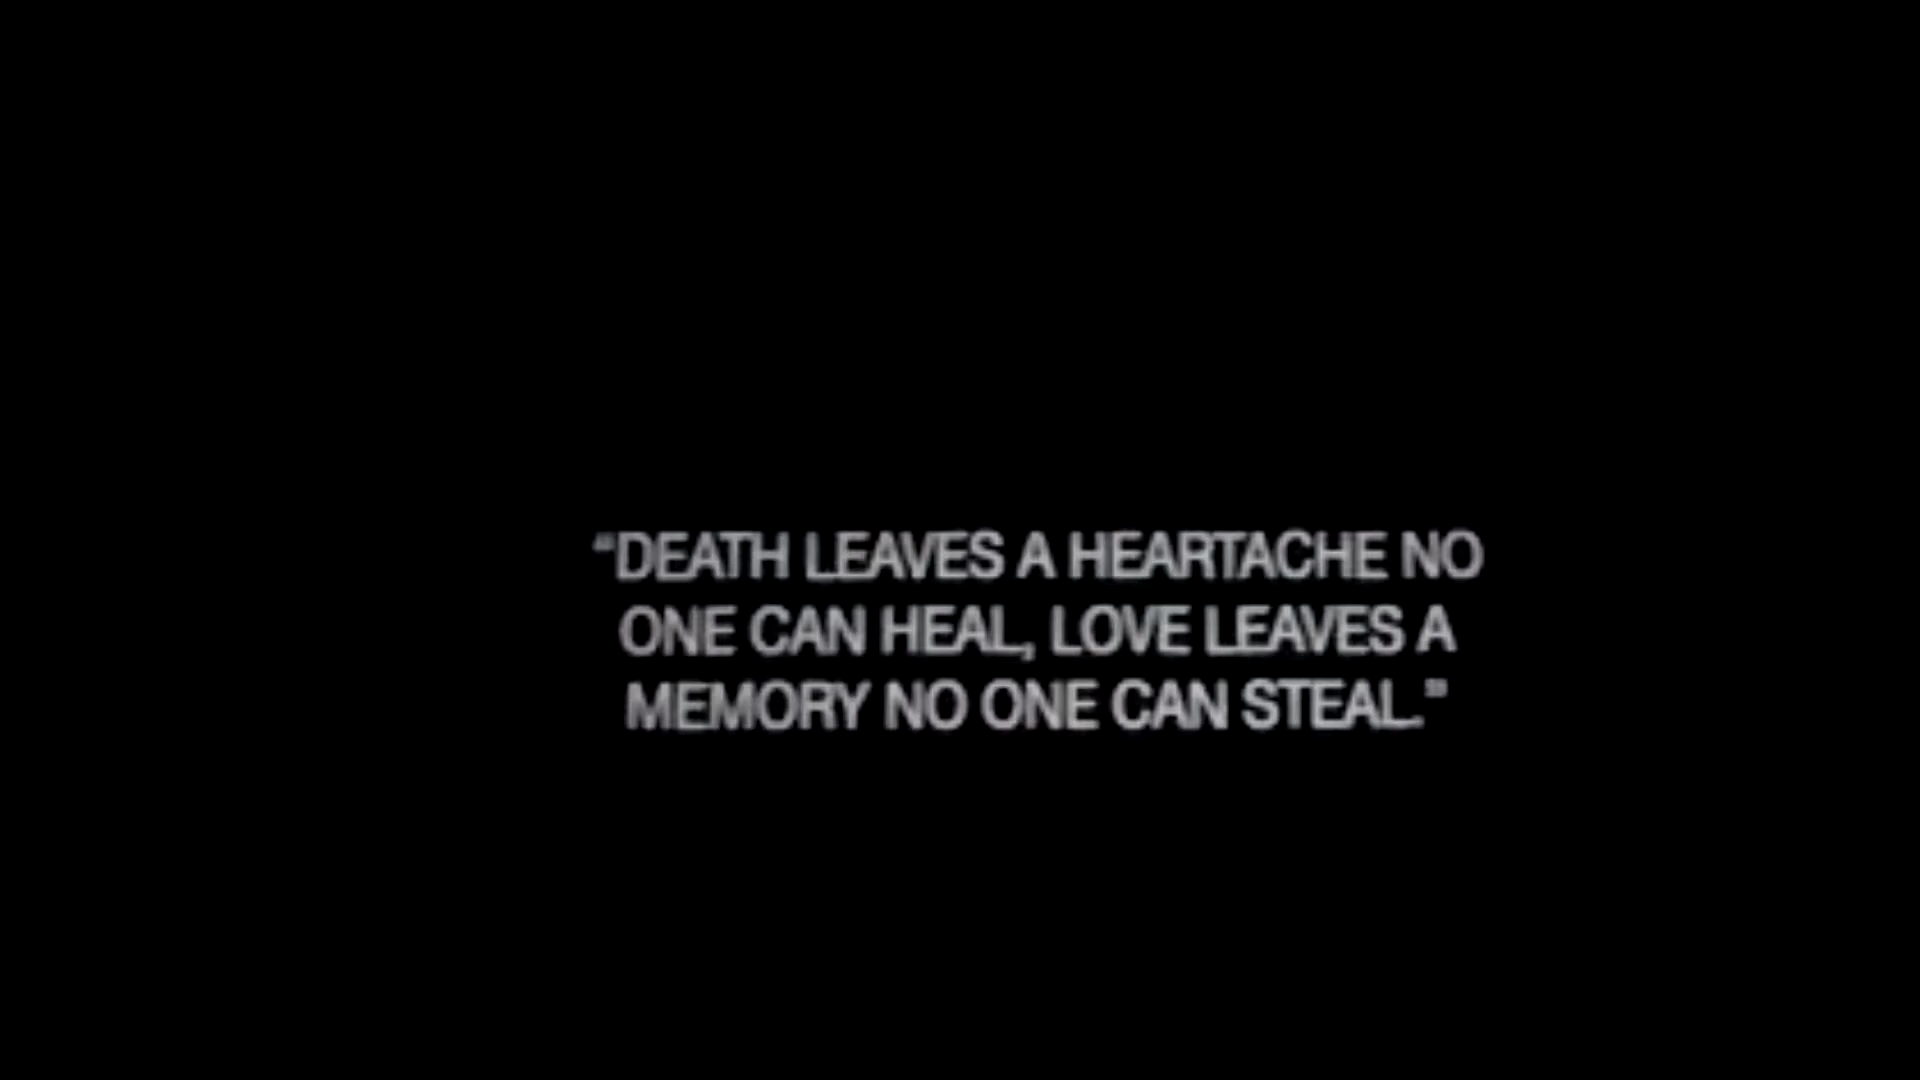 “DEATH LEAVES A HEARTACHE NO
ONE CAN HEAL, LOVE LEAVES A
MEMORY NO ONE CAN STEAL.”